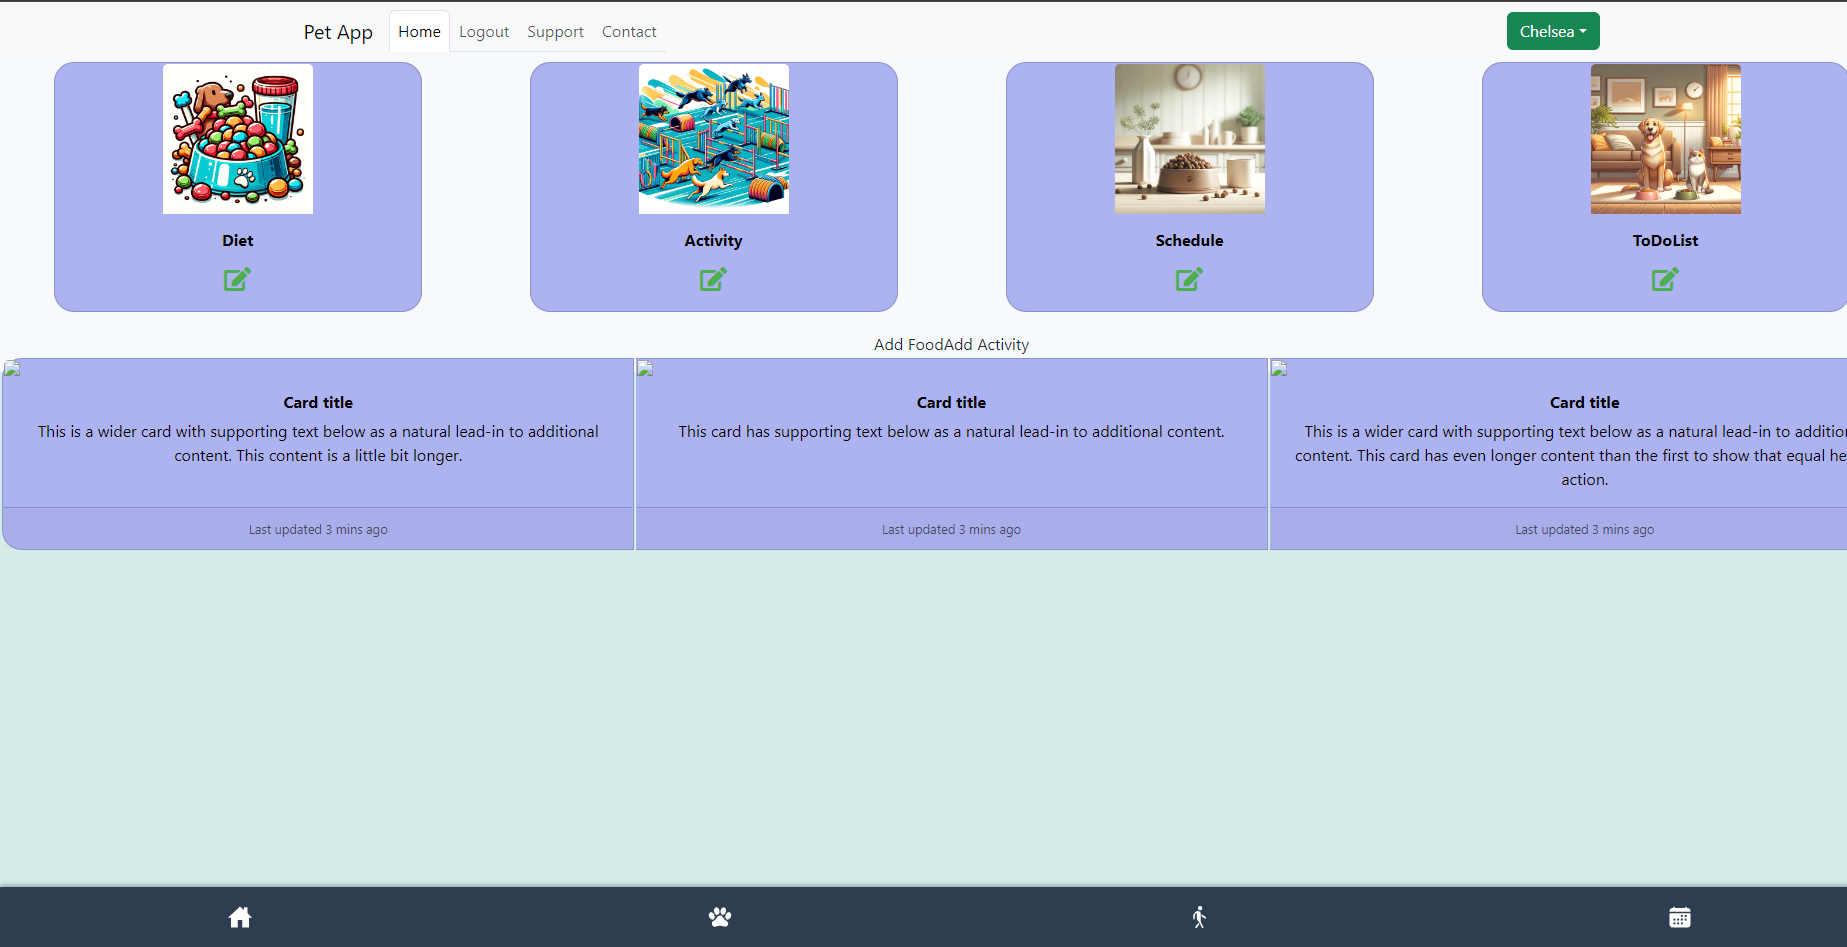 Pet App Home Logout Support Contact Chelsea
Diet Activity Schedule ToDoList
Add FoodAdd Activity
Card title
This is a wider card with supporting text below as a natural lead-in to additional
content. This content is a little bit longer.
Last updated 3 mins ago
Card title
This card has supporting text below as a natural lead-in to additional content.
Last updated 3 mins ago
Card title
This is a wider card with supporting text below as a natural lead-in to additio
content. This card has even longer content than the first to show that equal he
action.
Last updated 3 mins ago